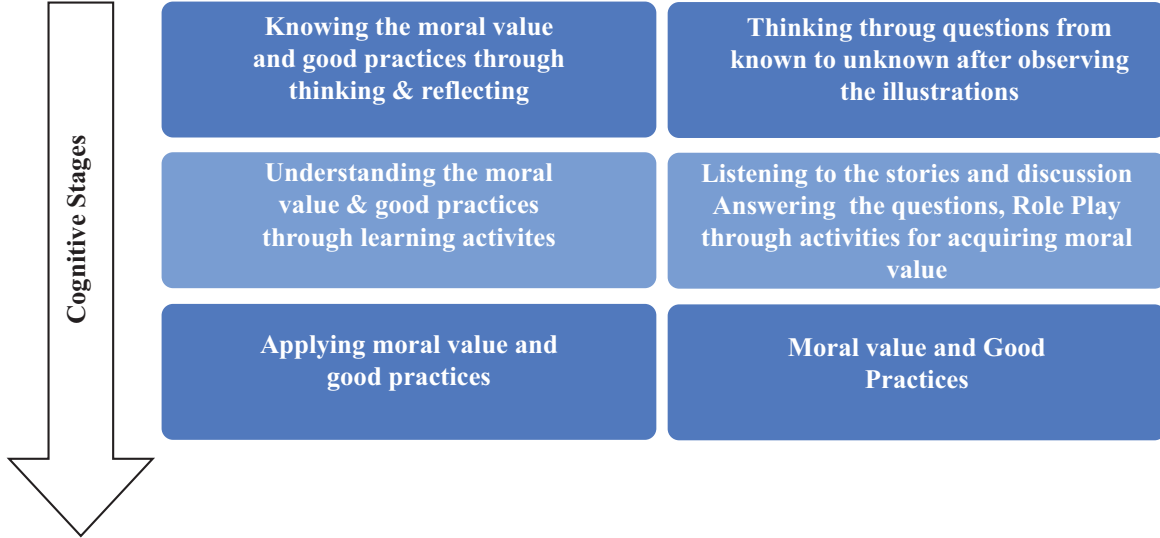 Cognitive Stages
Knowing the moral value
and good practices through
thinking & reflecting
Thinking throug questions from
known to unknown after observing
the illustrations
Understanding the moral
value & good practices
through learning activites
Listening to the stories and discussion
Answering the questions, Role Play
through activities for acquiring moral
value
Applying moral value and
good practices
Moral value and Good
Practices